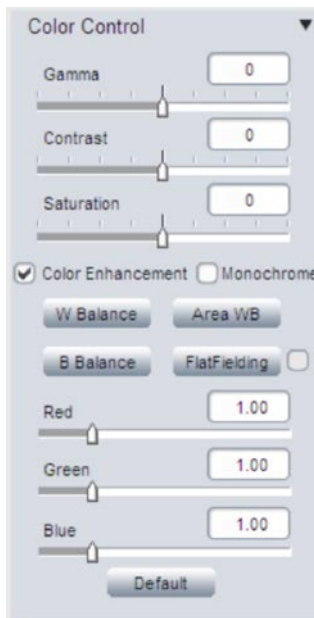 Color Control
Gamma 0
Contrast 0
Saturation 0
Color Enhancement Monochrome
W Balance Area WB
B Balance FlatFielding
Red 1.00
Green 1.00
Blue 1.00
Default